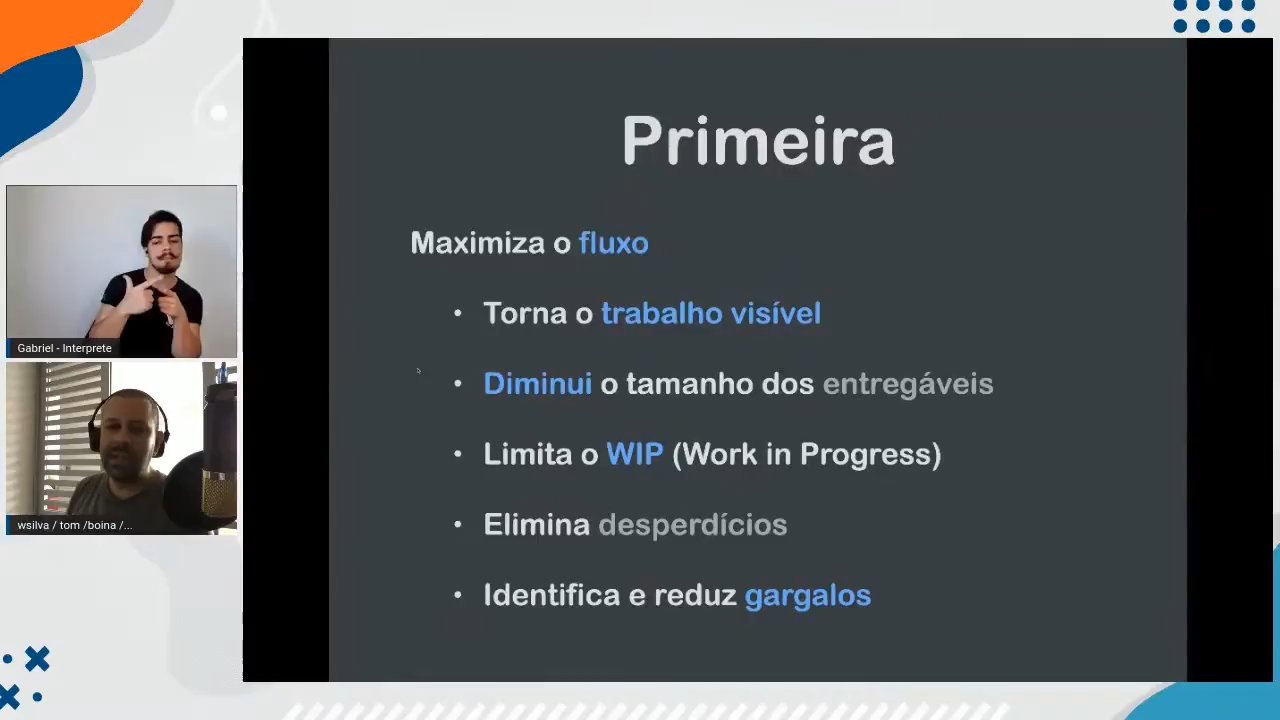 Primeira
Maximiza o fluxo
• Torna o trabalho visível
• Diminui o tamanho dos entregáveis
• Limita o WIP (Work in Progress)
• Elimina desperdícios
• Identifica e reduz gargalos
Gabriel - Interprete
wsilva / tom /boina /...